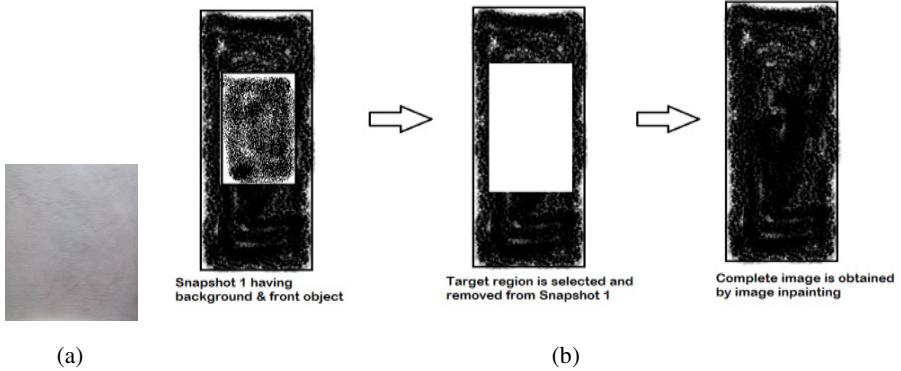 Snapshot 1 having
background & front object
Target region is selected and
removed from Snapshot 1
Complete image is obtained
by image inpainting
(a)
(b)